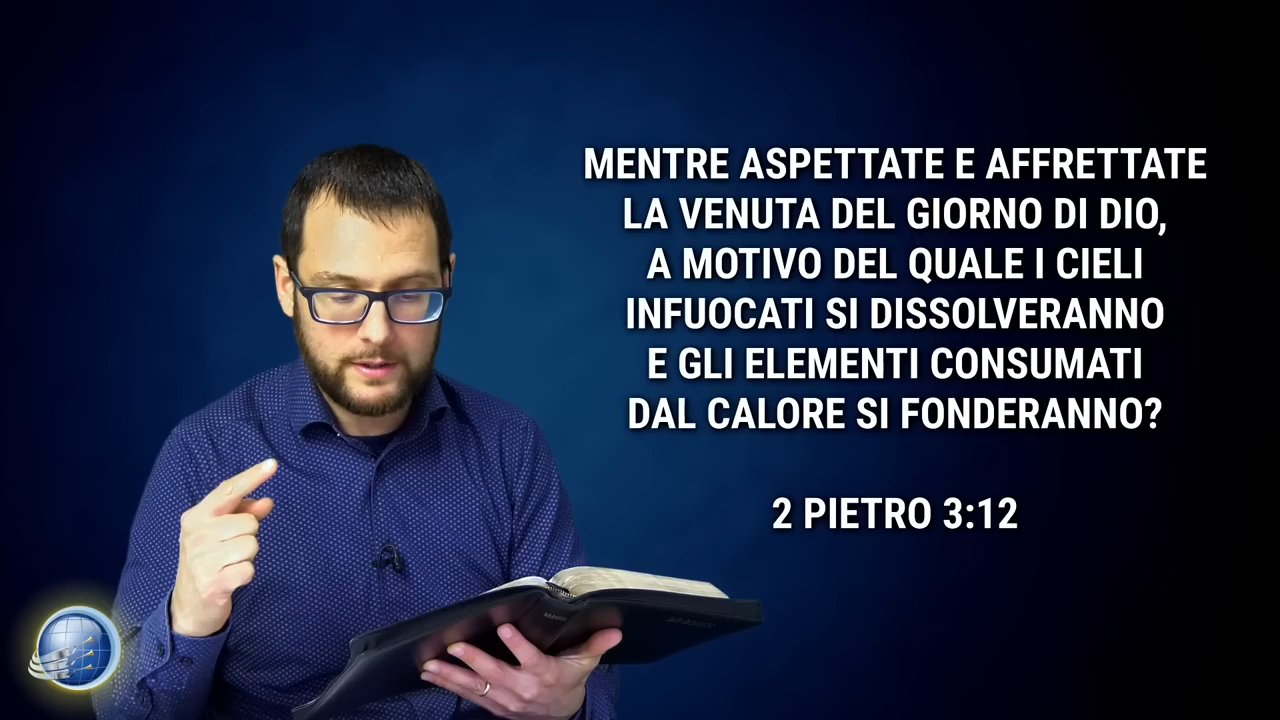 MENTRE ASPETTATE E AFFRETTATE
LA VENUTA DEL GIORNO DI DIO,
A MOTIVO DEL QUALE I CIELI
INFUOCATI SI DISSOLVERANNO
E GLI ELEMENTI CONSUMATI
DAL CALORE SI FONDERANNO?
2 PIETRO 3:12